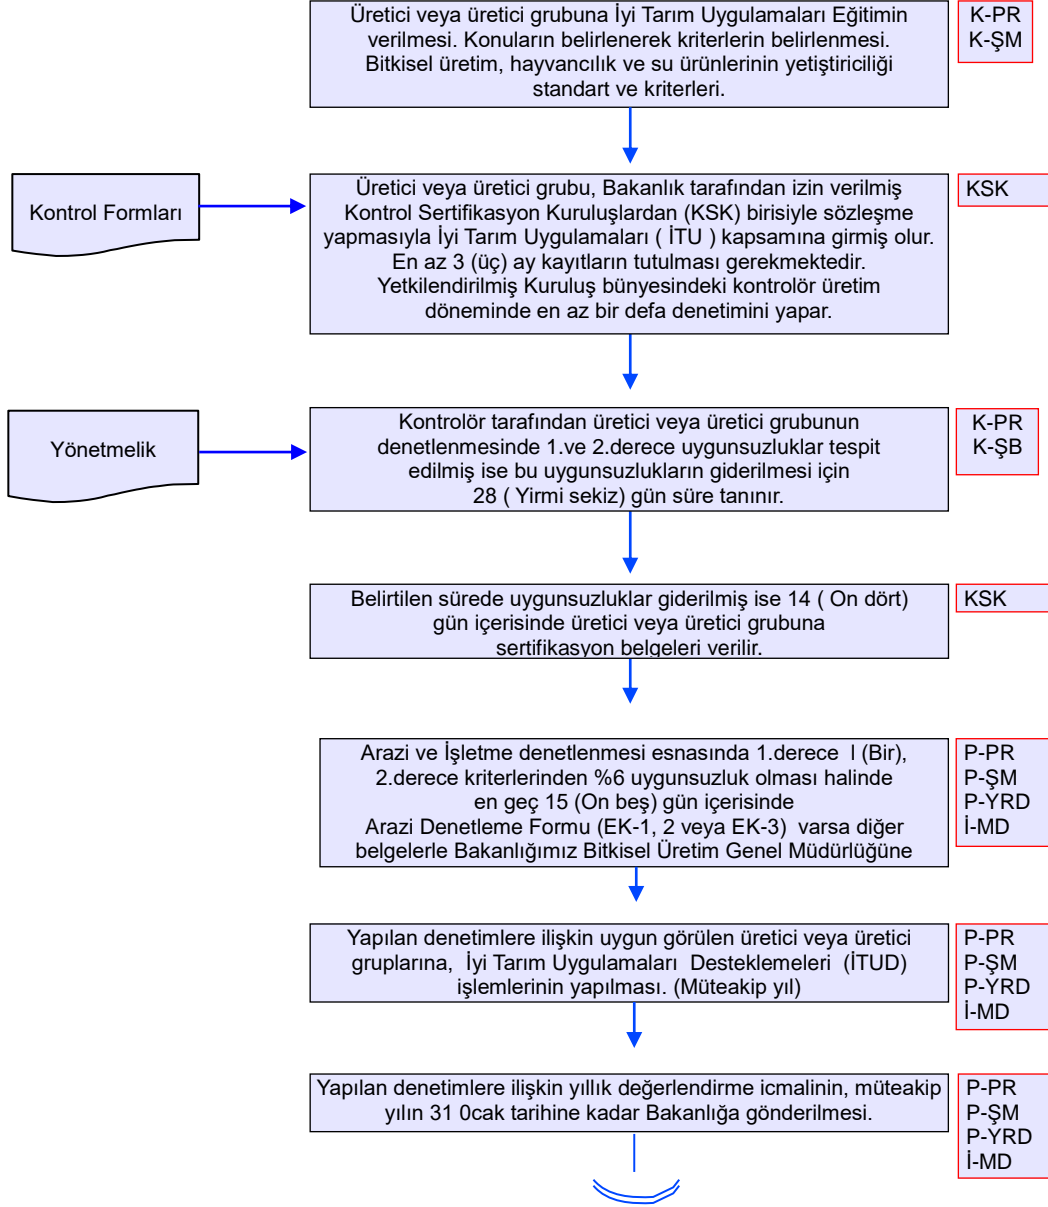 Üretici veya üretici grubuna İyi Tarım Uygulamaları Eğitimin
verilmesi. Konuların belirlenerek kriterlerin belirlenmesi.
Bitkisel üretim, hayvancılık ve su ürünlerinin yetiştiriciliği
standart ve kriterleri.
K-PR
K-ŞM
Kontrol Formları
Üretici veya üretici grubu, Bakanlık tarafından izin verilmiş
Kontrol Sertifikasyon Kuruluşlardan (KSK) birisiyle sözleşme
yapmasıyla İyi Tarım Uygulamaları ( İTU ) kapsamına girmiş olur.
En az 3 (üç) ay kayıtların tutulması gerekmektedir.
Yetkilendirilmiş Kuruluş bünyesindeki kontrolör üretim
döneminde en az bir defa denetimini yapar.
KSK
Yönetmelik
Kontrolör tarafından üretici veya üretici grubunun
denetlenmesinde 1.ve 2.derece uygunsuzluklar tespit
edilmiş ise bu uygunsuzlukların giderilmesi için
28 ( Yirmi sekiz) gün süre tanınır.
K-PR
K-ŞB
Belirtilen sürede uygunsuzluklar giderilmiş ise 14 ( On dört)
gün içerisinde üretici veya üretici grubuna
sertifikasyon belgeleri verilir.
KSK
Arazi ve İşletme denetlenmesi esnasında 1.derece I (Bir),
2.derece kriterlerinden %6 uygunsuzluk olması halinde
en geç 15 (On beş) gün içerisinde
Arazi Denetleme Formu (EK-1, 2 veya EK-3) varsa diğer
belgelerle Bakanlığımız Bitkisel Üretim Genel Müdürlüğüne
P-PR
P-ŞM
P-YRD
İ-MD
Yapılan denetimlere ilişkin uygun görülen üretici veya üretici
gruplarına, İyi Tarım Uygulamaları Desteklemeleri (İTUD)
işlemlerinin yapılması. (Müteakip yıl)
P-PR
P-ŞM
P-YRD
İ-MD
Yapılan denetimlere ilişkin yıllık değerlendirme icmalinin, müteakip
yılın 31 0cak tarihine kadar Bakanlığa gönderilmesi.
P-PR
P-ŞM
P-YRD
İ-MD